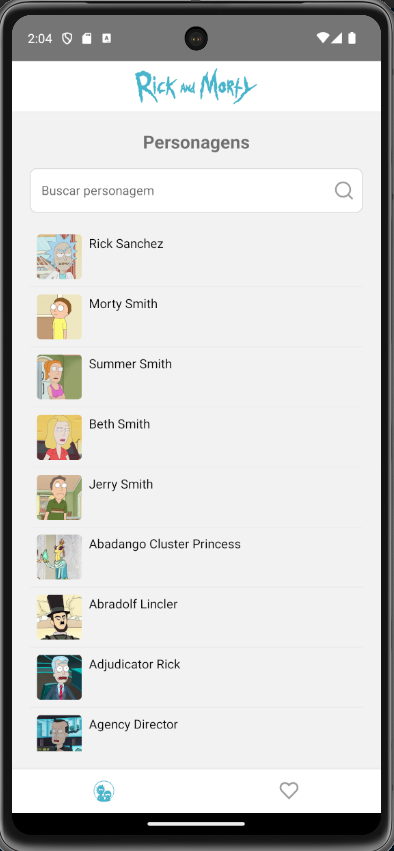 2:04
Rick and Morty
Personagens
Buscar personagem
Rick Sanchez
Morty Smith
Summer Smith
Beth Smith
Jerry Smith
Abadango Cluster Princess
Abradolf Lincler
Adjudicator Rick
Agency Director